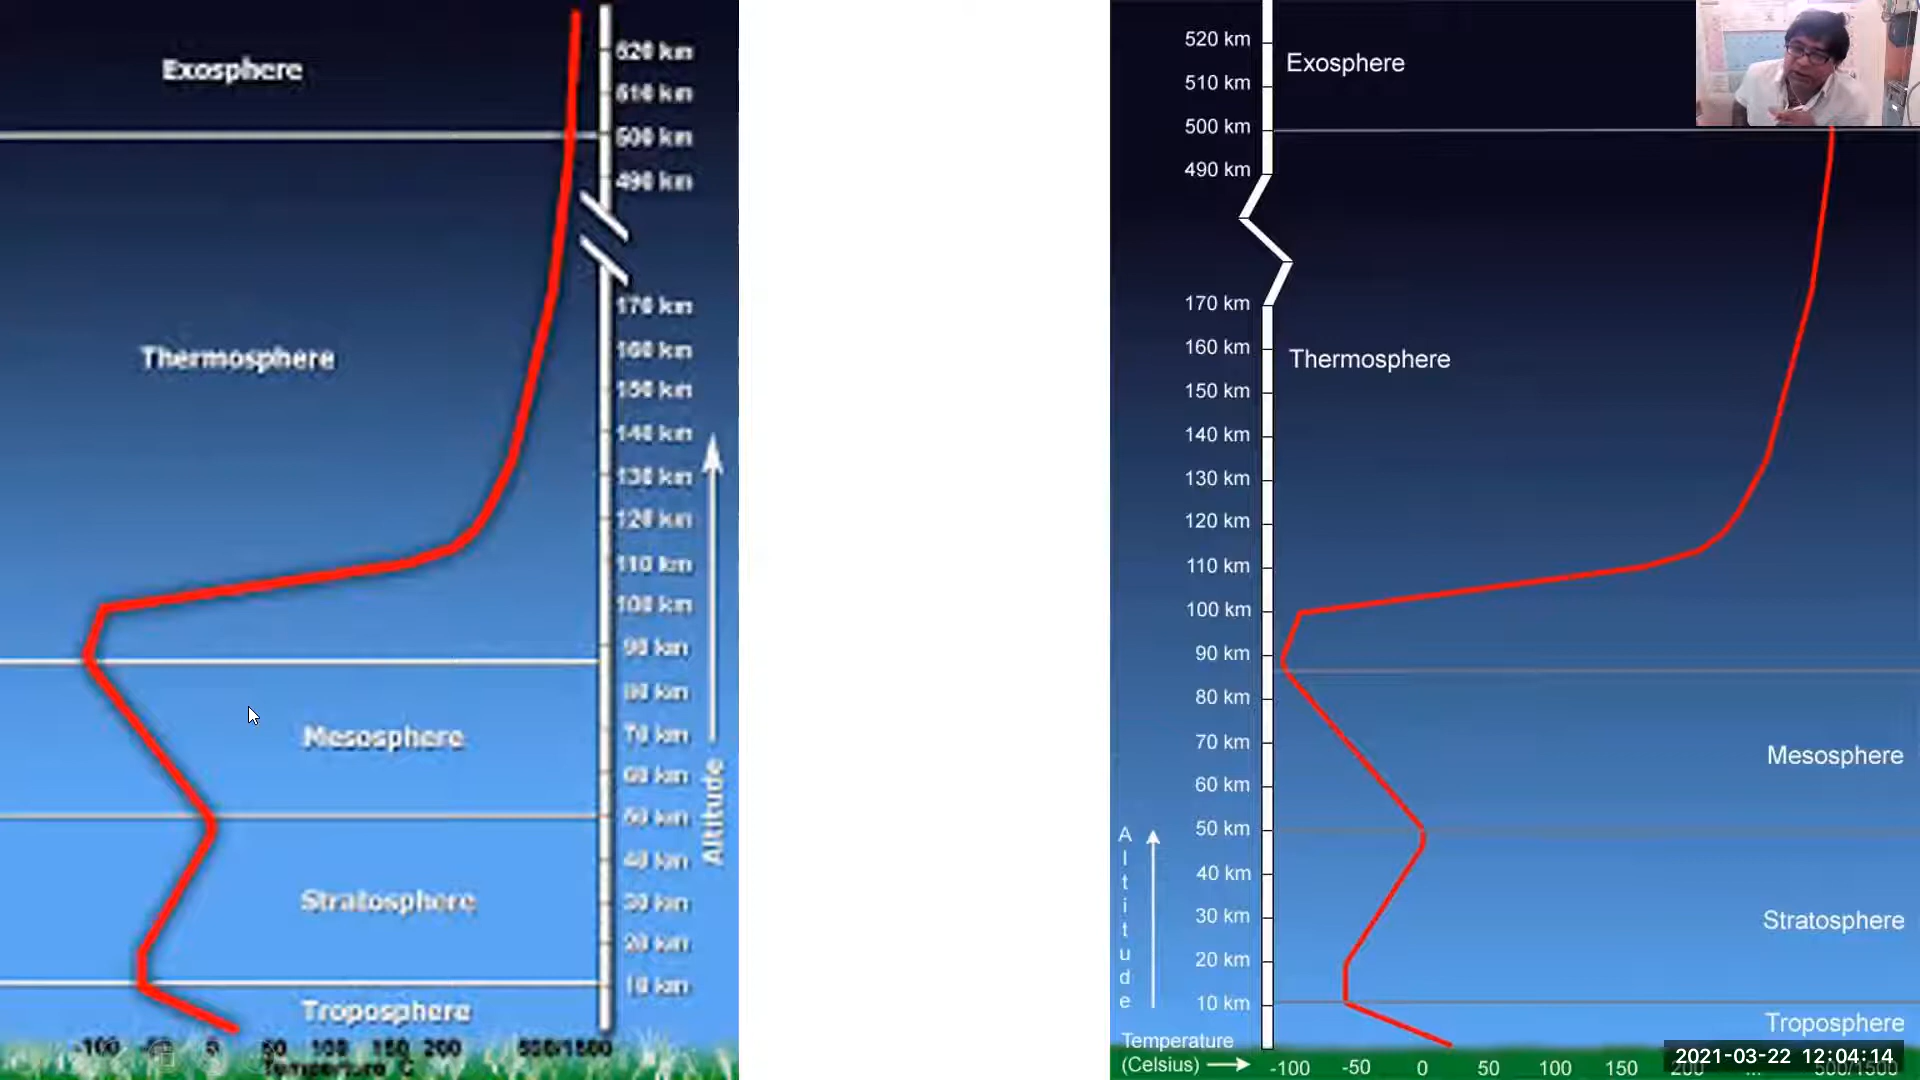 Exosphere
520 km
510 km
500 km
490 km
170 km
Thermosphere
160 km
150 km
140 km
130 km
120 km
110 km
100 km
90 km
80 km
Mesosphere
70 km
60 km
50 km
Altitude
40 km
Stratosphere
30 km
20 km
10 km
Troposphere
-100 0 50 100 150 200 500/1500
520 km
Exosphere
510 km
500 km
490 km
170 km
160 km
Thermosphere
150 km
140 km
130 km
120 km
110 km
100 km
90 km
80 km
70 km
Mesosphere
60 km
50 km
Altitude
40 km
30 km
Stratosphere
20 km
10 km
Troposphere
Temperature
(Celsius)
-100 -50 0 50 100 150 200 ... 500/1500
2021-03-22 12:04:14